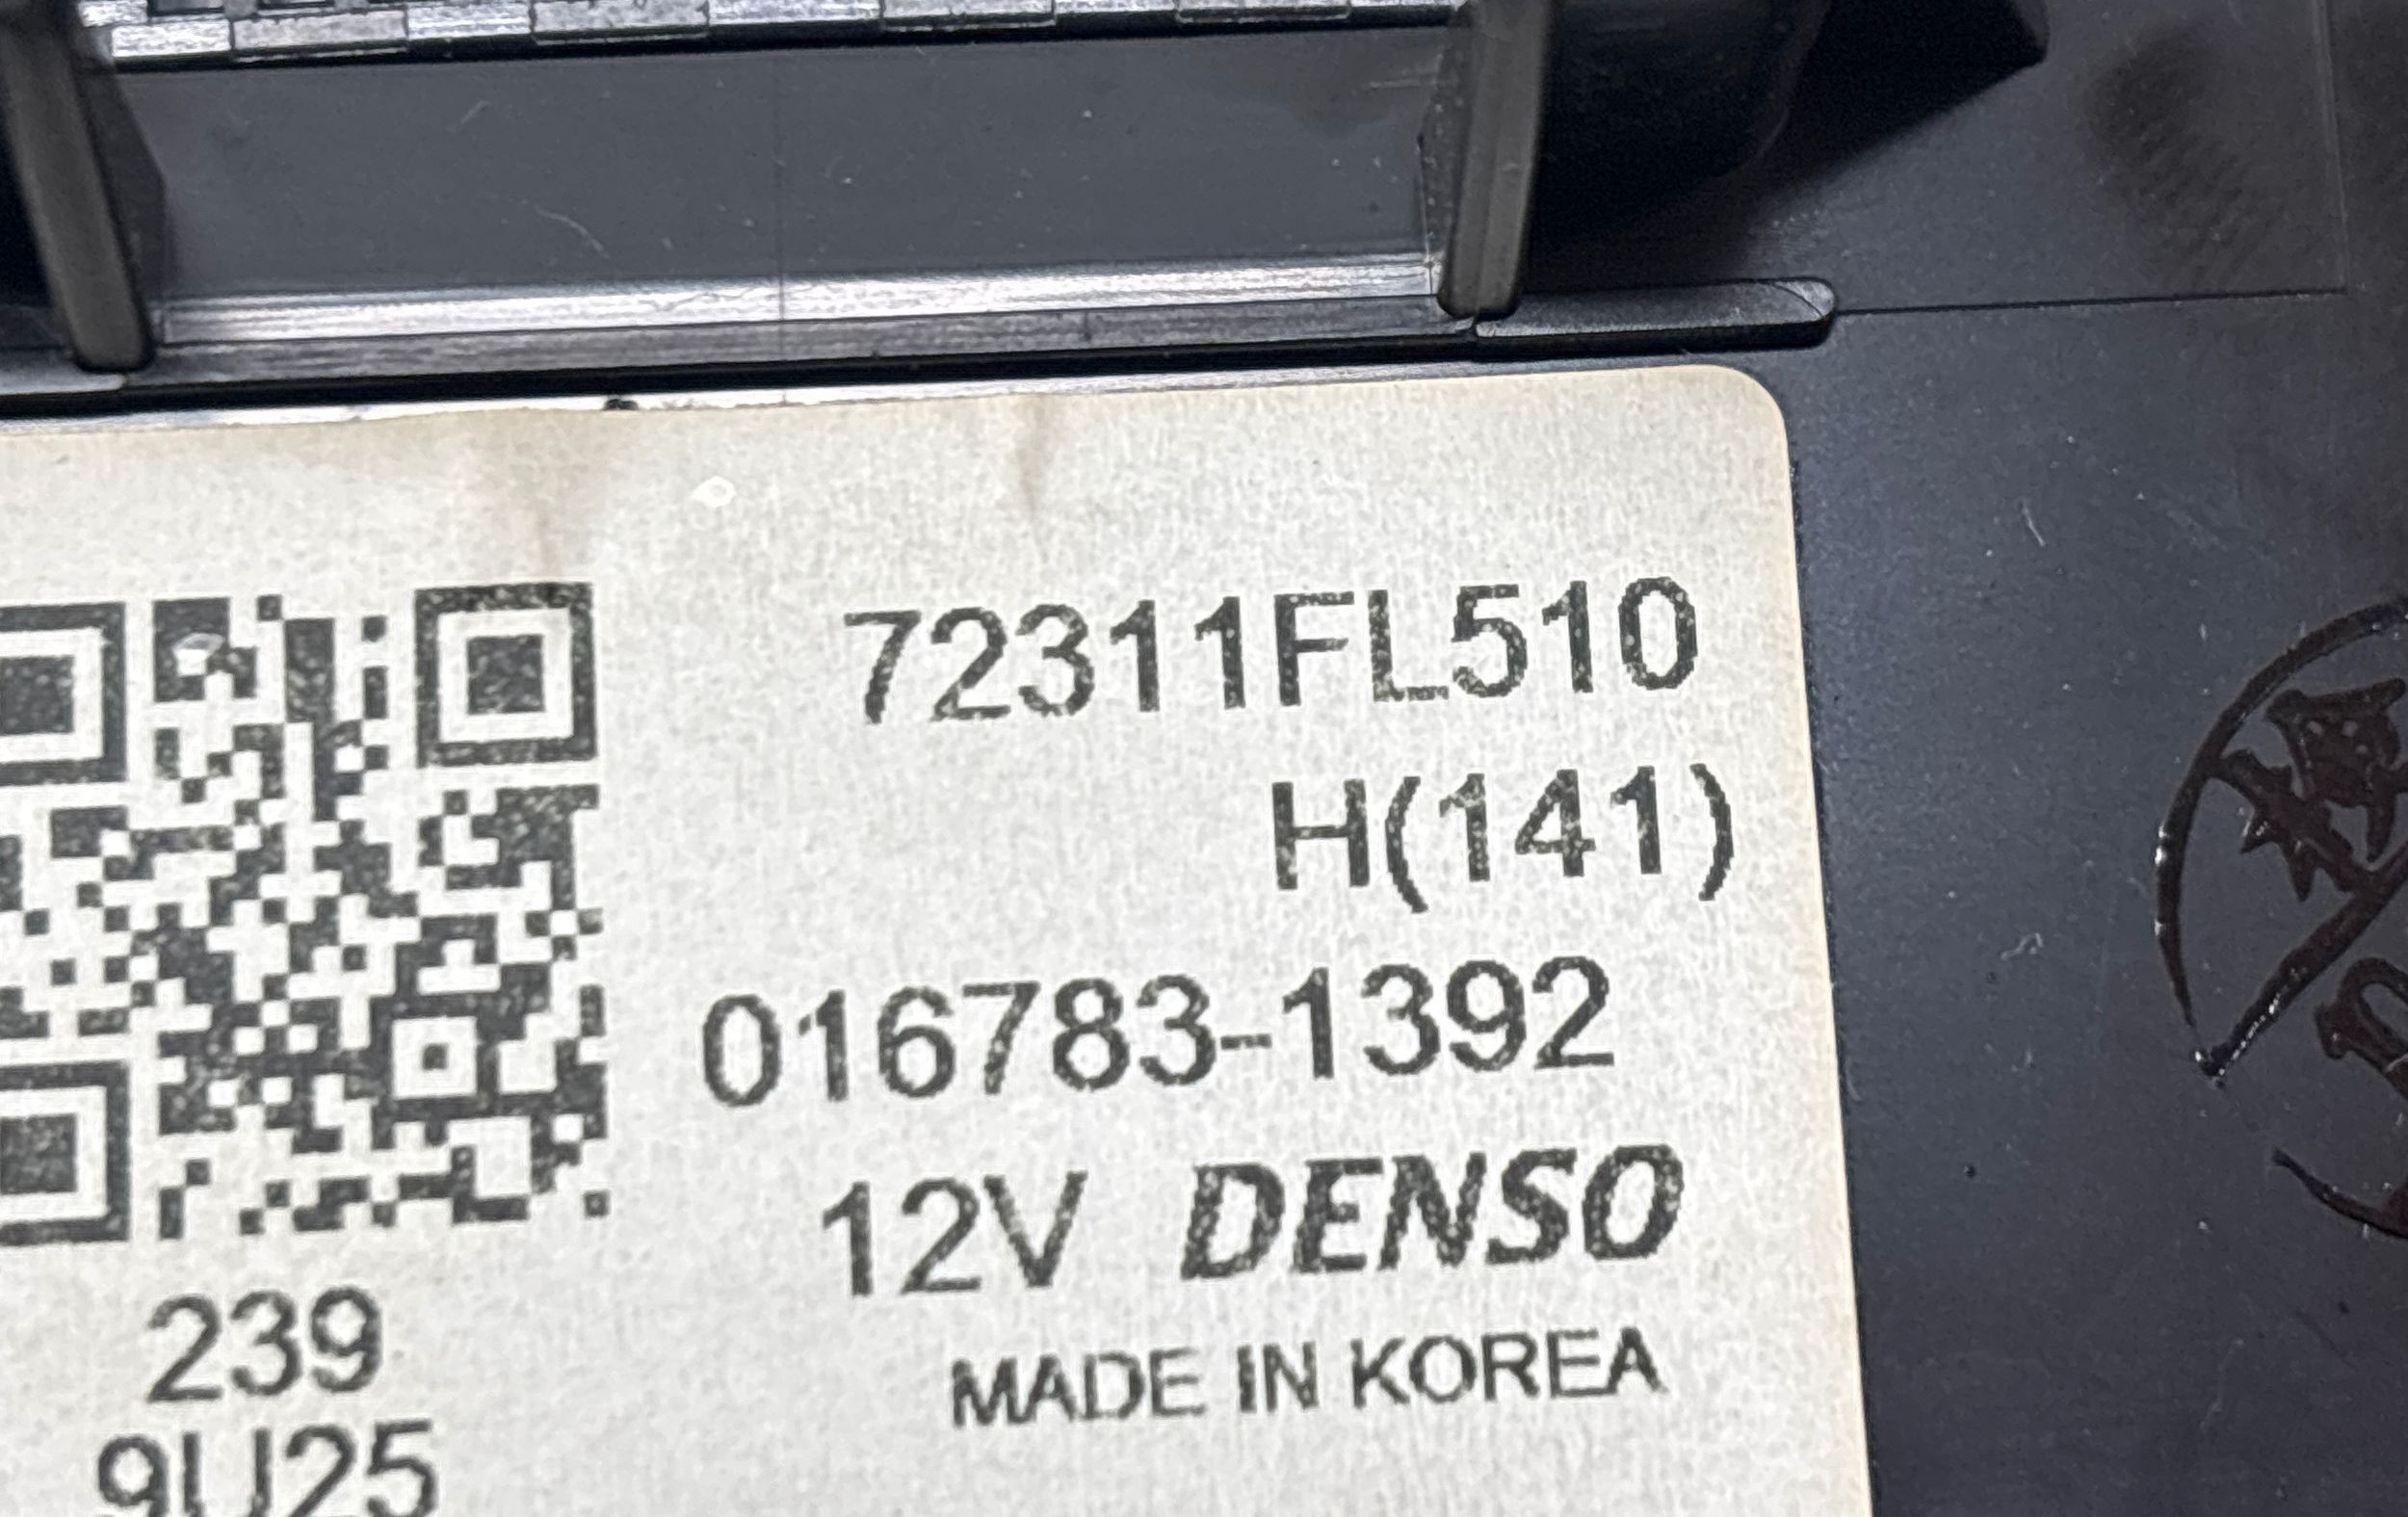 72311FL510
H(141)
016783-1392
12V DENSO
MADE IN KOREA
239
9U25